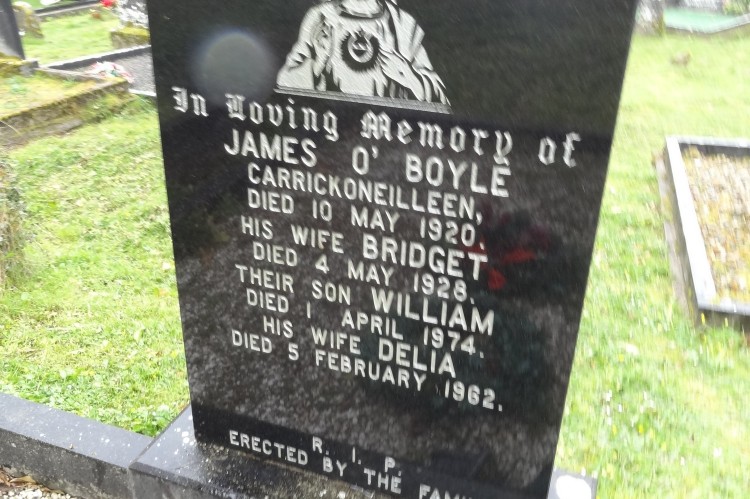 In Loving Memory of
JAMES O' BOYLE
CARRICKONEILLEEN,
DIED 10 MAY 1920.
HIS WIFE BRIDGET
DIED 4 MAY 1928.
THEIR SON WILLIAM
DIED 1 APRIL 1974.
HIS WIFE DELIA
DIED 5 FEBRUARY 1962.
R. I. P.
ERECTED BY THE